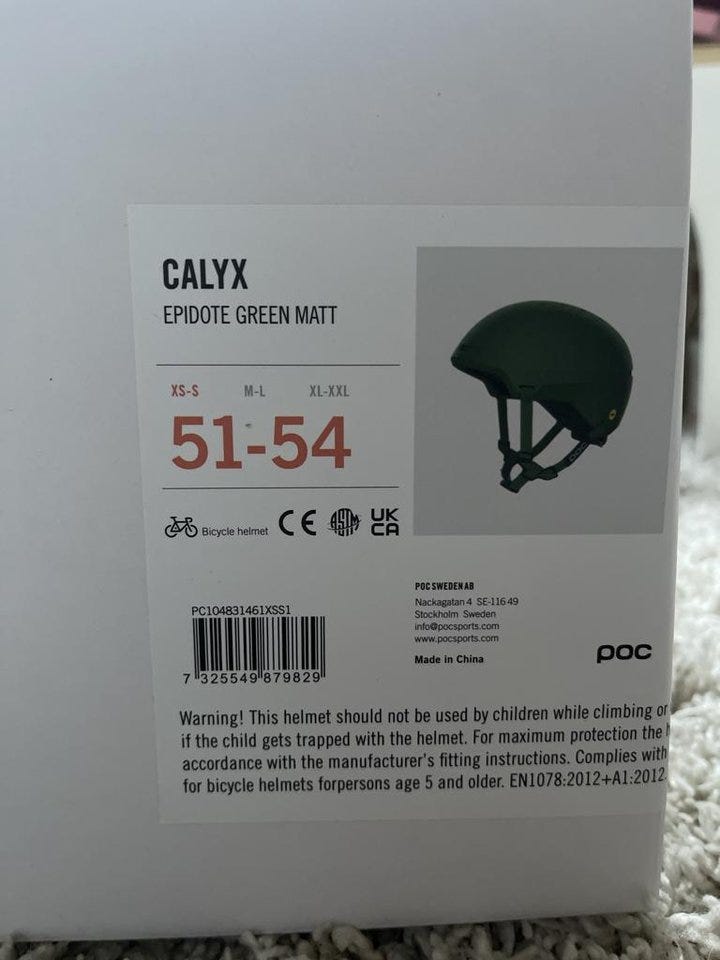 CALYX
EPIDOTE GREEN MATT
XS-S M-L XL-XXL
51-54
Bicycle helmet CE ASTM UK CA
PC104831461XSS1
7 325549 879829
POC SWEDEN AB
Nackagatan 4 SE-116 49
Stockholm Sweden
info@pocsports.com
www.pocsports.com
Made in China
poc
Warning! This helmet should not be used by children while climbing or
if the child gets trapped with the helmet. For maximum protection the
accordance with the manufacturer's fitting instructions. Complies with
for bicycle helmets forpersons age 5 and older. EN1078:2012+A1:2012